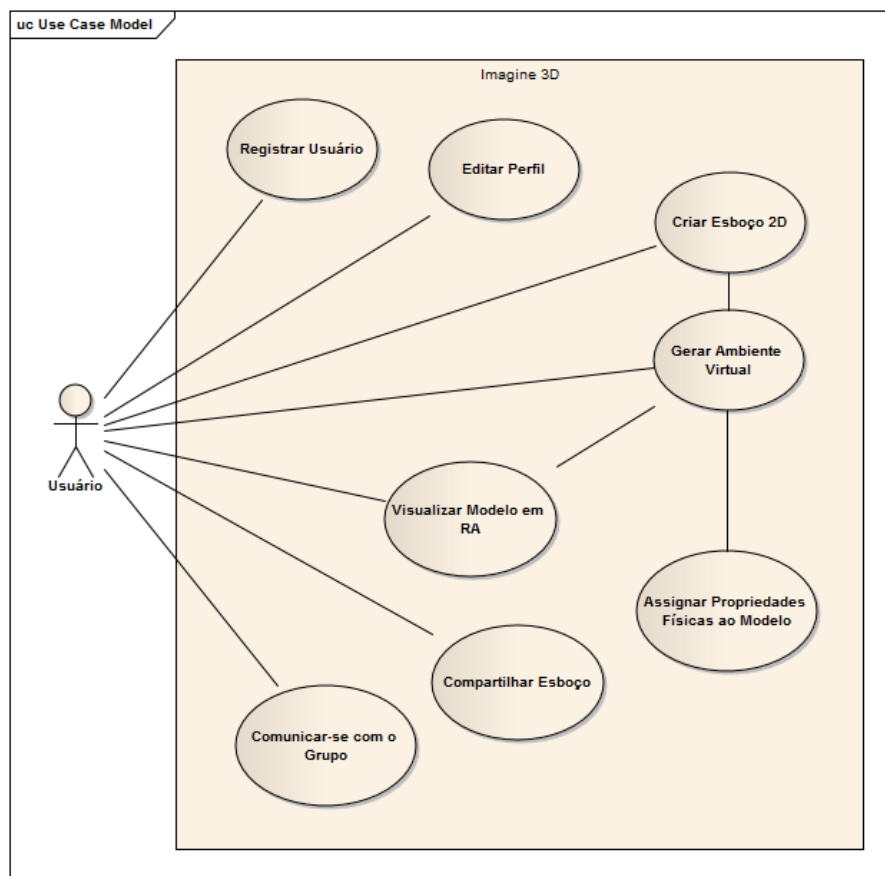 uc Use Case Model
Imagine 3D
Registrar Usuário
Editar Perfil
Criar Esboço 2D
Gerar Ambiente
Virtual
Usuário
Visualizar Modelo em
RA
Assignar Propriedades
Físicas ao Modelo
Compartilhar Esboço
Comunicar-se com o
Grupo